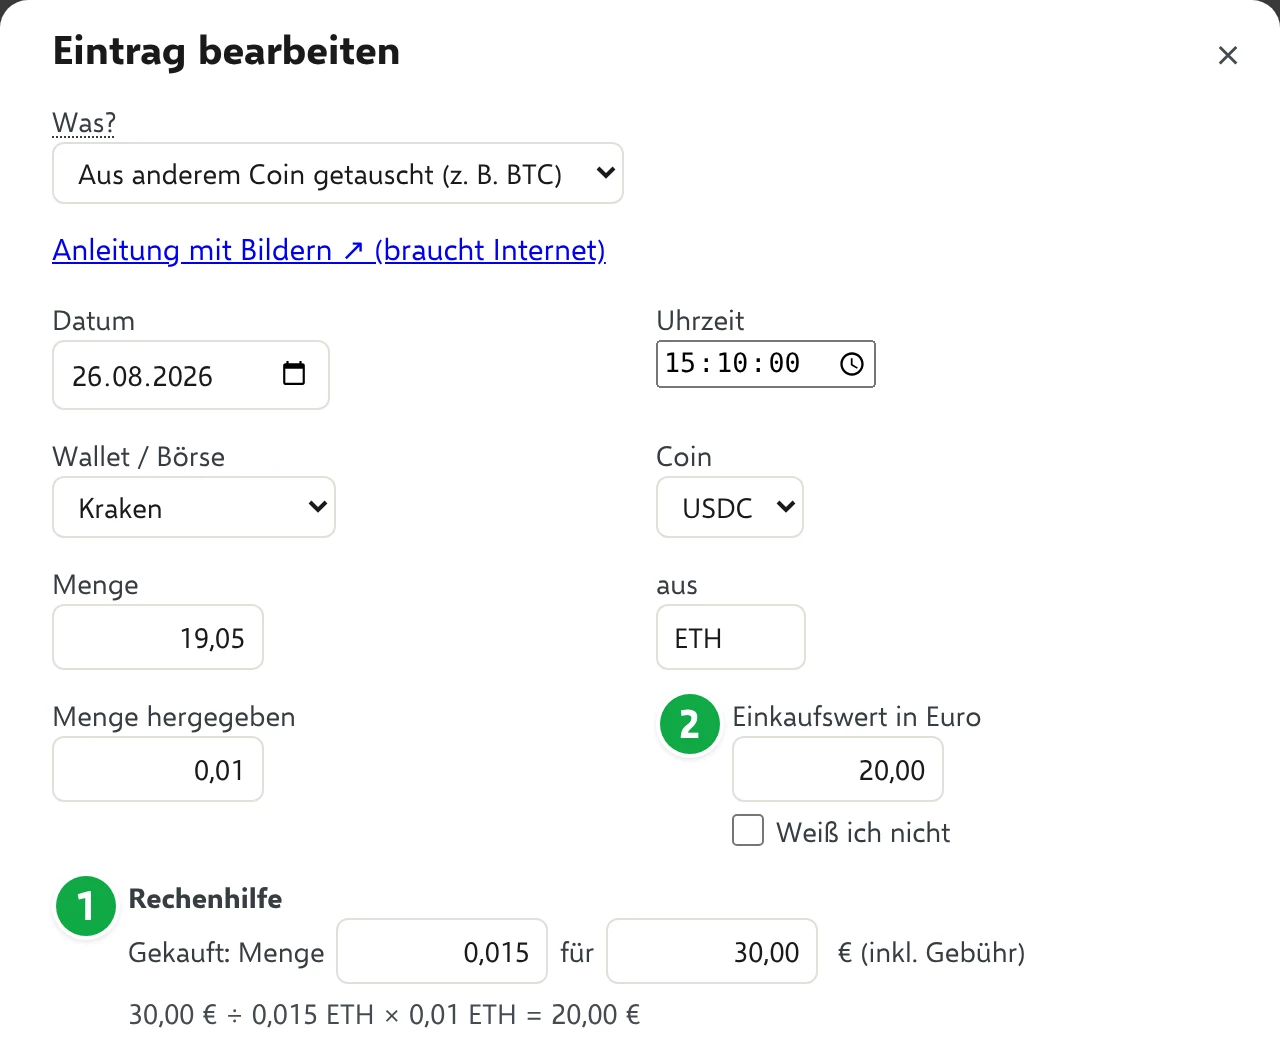 Eintrag bearbeiten
Was?
Aus anderem Coin getauscht (z. B. BTC)
Anleitung mit Bildern ↗ (braucht Internet)
Datum
Uhrzeit
26.08.2026
15:10:00
Wallet / Börse
Coin
Kraken
USDC
Menge
aus
19,05
ETH
Menge hergegeben
2 Einkaufswert in Euro
0,01
20,00
Weiß ich nicht
1 Rechenhilfe
Gekauft: Menge 0,015 für 30,00 € (inkl. Gebühr)
30,00 € ÷ 0,015 ETH × 0,01 ETH = 20,00 €